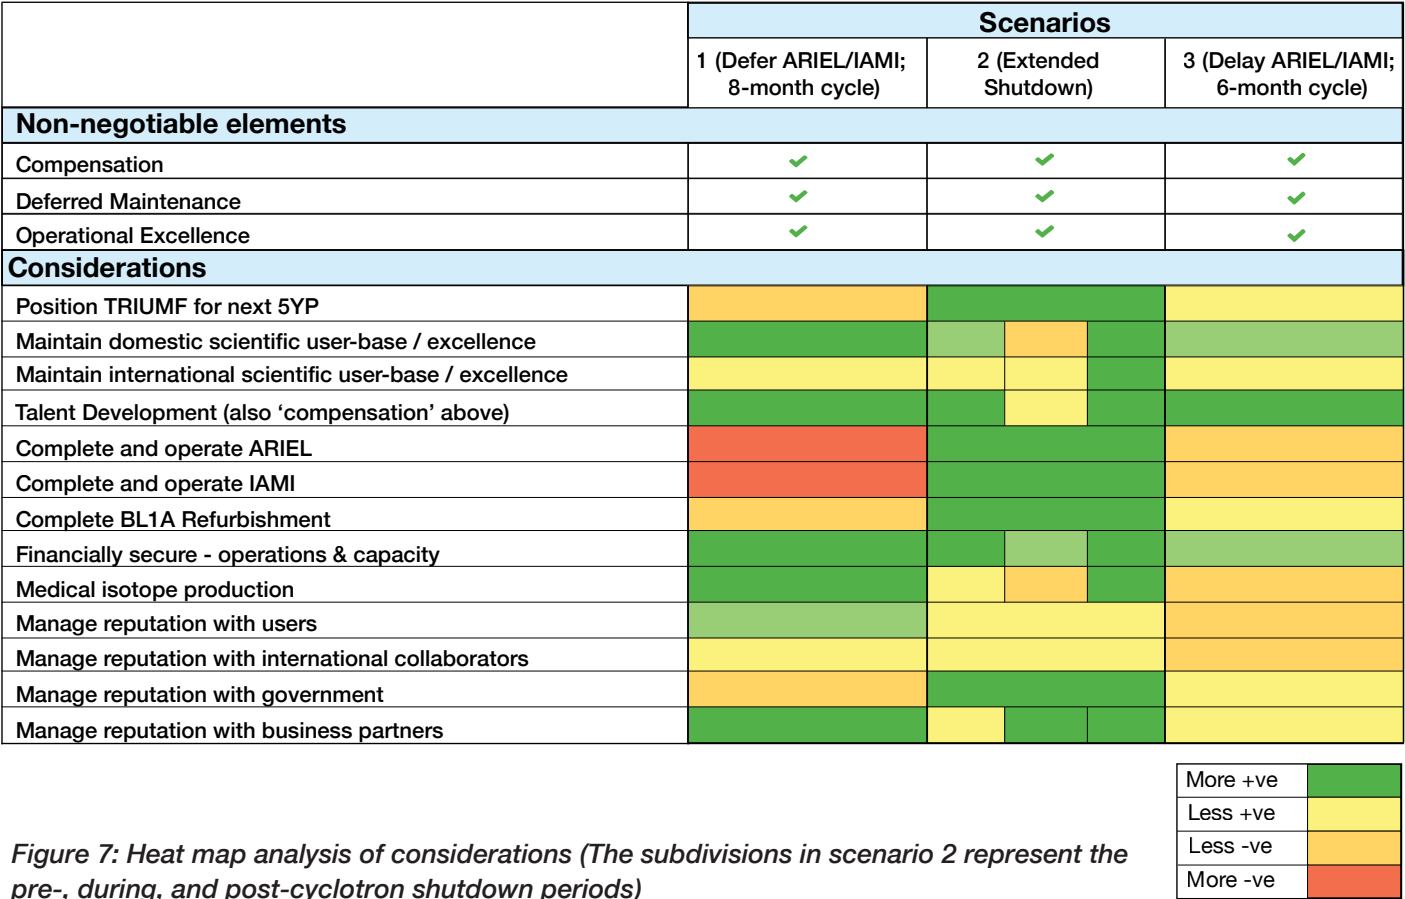 Scenarios
1 (Defer ARIEL/IAMI;
8-month cycle)
2 (Extended
Shutdown)
3 (Delay ARIEL/IAMI;
6-month cycle)
Non-negotiable elements
Compensation
Deferred Maintenance
Operational Excellence
Considerations
Position TRIUMF for next 5YP
Maintain domestic scientific user-base / excellence
Maintain international scientific user-base / excellence
Talent Development (also ‘compensation’ above)
Complete and operate ARIEL
Complete and operate IAMI
Complete BL1A Refurbishment
Financially secure - operations & capacity
Medical isotope production
Manage reputation with users
Manage reputation with international collaborators
Manage reputation with government
Manage reputation with business partners
More +ve
Less +ve
Less -ve
More -ve
Figure 7: Heat map analysis of considerations (The subdivisions in scenario 2 represent the
pre-, during, and post-cyclotron shutdown periods)